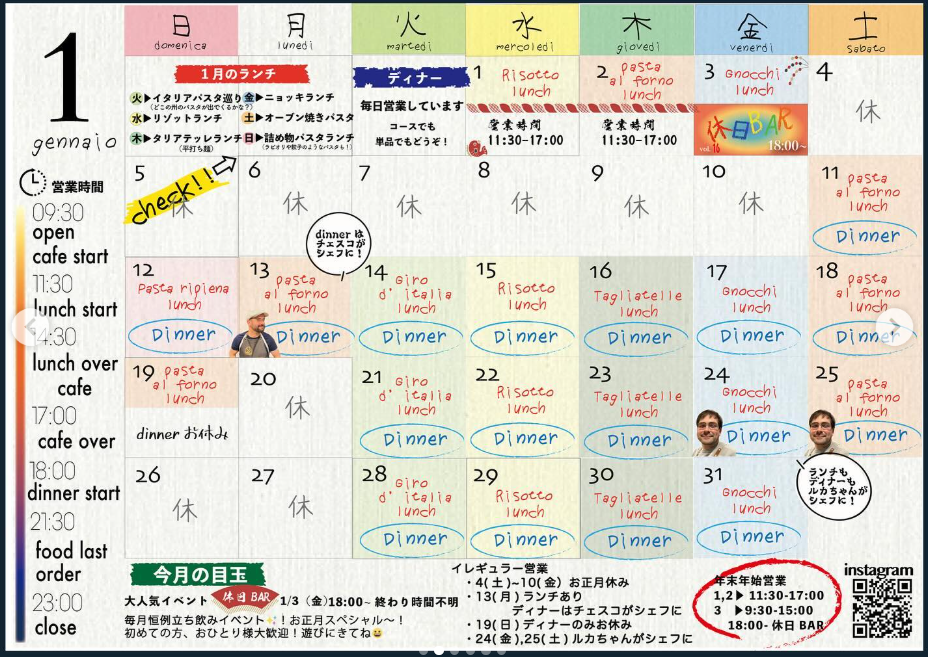 1
gennaio
日 月 火 水 木 金 土
domenica lunedi martedi mercoledi giovedi venerdi sabato
1月のランチ
火▶イタリアパスタ巡り
(どこの州のパスタが出てくるかな?)
水▶リゾットランチ
木▶タリアテッレランチ
(平打ち麺)
金▶ニョッキランチ
土▶オーブン焼きパスタ
日▶詰め物パスタランチ
(ラビオリや餃子のようなパスタも!)
ディナー
毎日営業しています
コースでも
単品でもどうぞ!
1 Risotto
lunch
営業時間
11:30-17:00
2 pasta
al forno
lunch
営業時間
11:30-17:00
3 Gnocchi
lunch
休日BAR
vol.16
18:00~
4
休
5
check!!
休
6
休
7
休
8
休
9
休
10
休
11 pasta
al forno
lunch
Dinner
dinner は
チェスコが
シェフに!
12
Pasta ripiena
lunch
Dinner
13 pasta
al forno
lunch
Dinner
14 Giro
d'italia
lunch
Dinner
15
Risotto
lunch
Dinner
16
Tagliatelle
lunch
Dinner
17
Gnocchi
lunch
Dinner
18 pasta
al forno
lunch
Dinner
19 pasta
al forno
lunch
dinner お休み
20
休
21 Giro
d'italia
lunch
Dinner
22
Risotto
lunch
Dinner
23
Tagliatelle
lunch
Dinner
24
Gnocchi
lunch
Dinner
25 pasta
al forno
lunch
Dinner
26
休
27
休
28 Giro
d'italia
lunch
Dinner
29
Risotto
lunch
Dinner
30
Tagliatelle
lunch
Dinner
31
Gnocchi
lunch
Dinner
ランチも
ディナーも
ルカちゃんが
シェフに!
営業時間
09:30
open
cafe start
11:30
lunch start
4:30
lunch over
cafe
17:00
cafe over
18:00
dinner start
21:30
food last
order
23:00
close
今月の目玉
大人気イベント 休日BAR 1/3(金)18:00~ 終わり時間不明
毎月恒例立ち飲みイベント✨!お正月スペシャル〜!
初めての方、おひとり様大歓迎!遊びにきてね😄
イレギュラー営業
・4(土)~10(金) お正月休み
・13(月)ランチあり
ディナーはチェスコがシェフに
・19(日)ディナーのみお休み
・24(金),25(土)ルカちゃんがシェフに
年末年始営業
1,2▶11:30-17:00
3 ▶9:30-15:00
18:00- 休日BAR
instagram